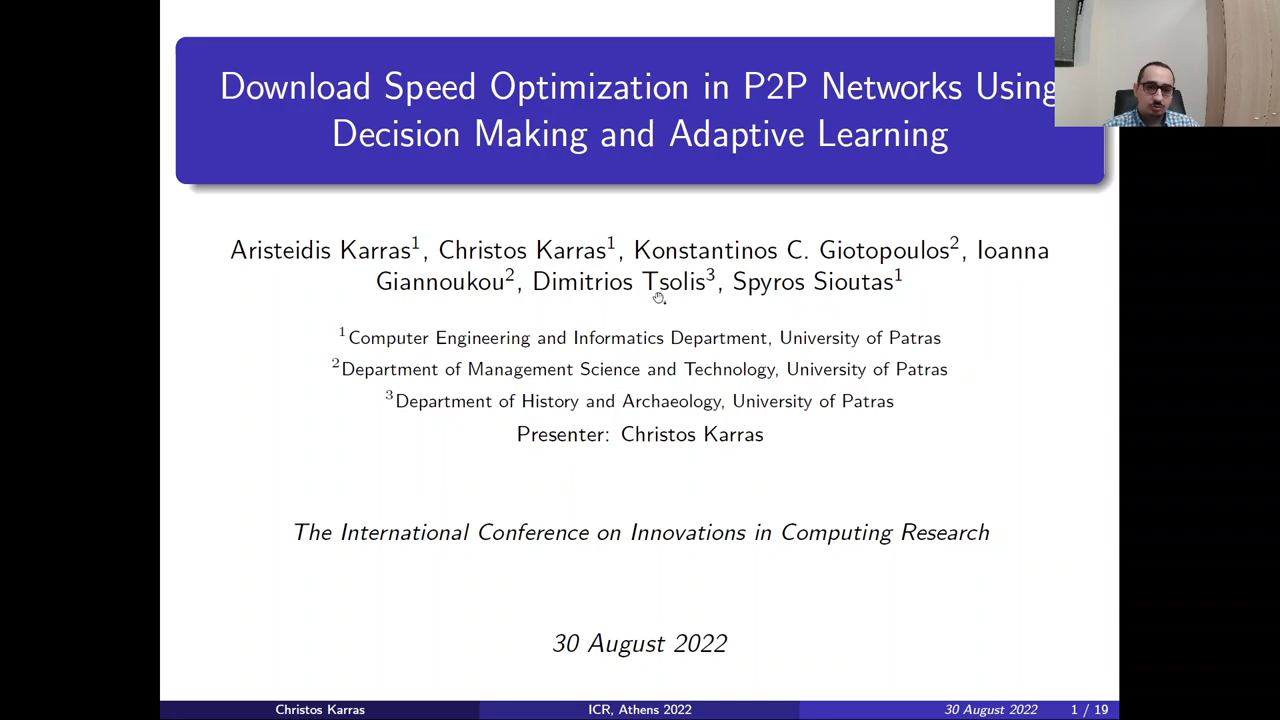 Download Speed Optimization in P2P Networks Using
Decision Making and Adaptive Learning
Aristeidis Karras1, Christos Karras1, Konstantinos C. Giotopoulos2, Ioanna
Giannoukou2, Dimitrios Tsolis3, Spyros Sioutas1
1Computer Engineering and Informatics Department, University of Patras
2Department of Management Science and Technology, University of Patras
3Department of History and Archaeology, University of Patras
Presenter: Christos Karras
The International Conference on Innovations in Computing Research
30 August 2022
Christos Karras ICR, Athens 2022 30 August 2022 1 / 19